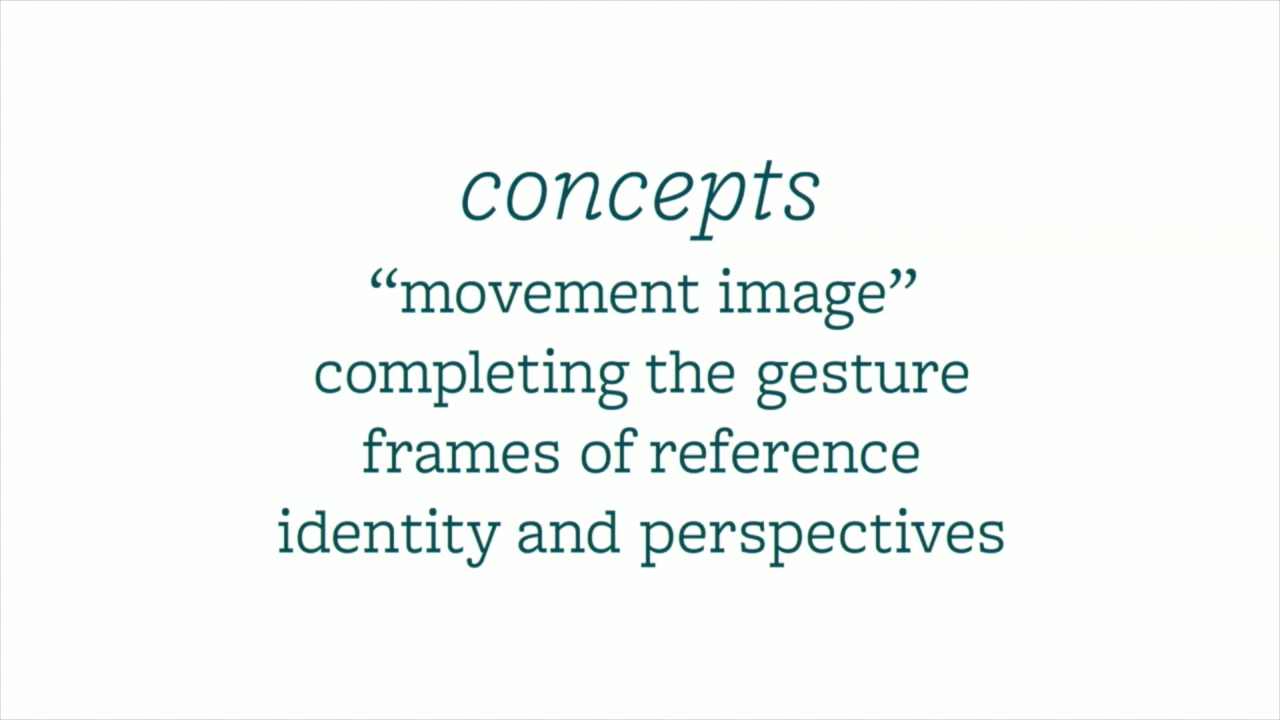 concepts
“movement image”
completing the gesture
frames of reference
identity and perspectives